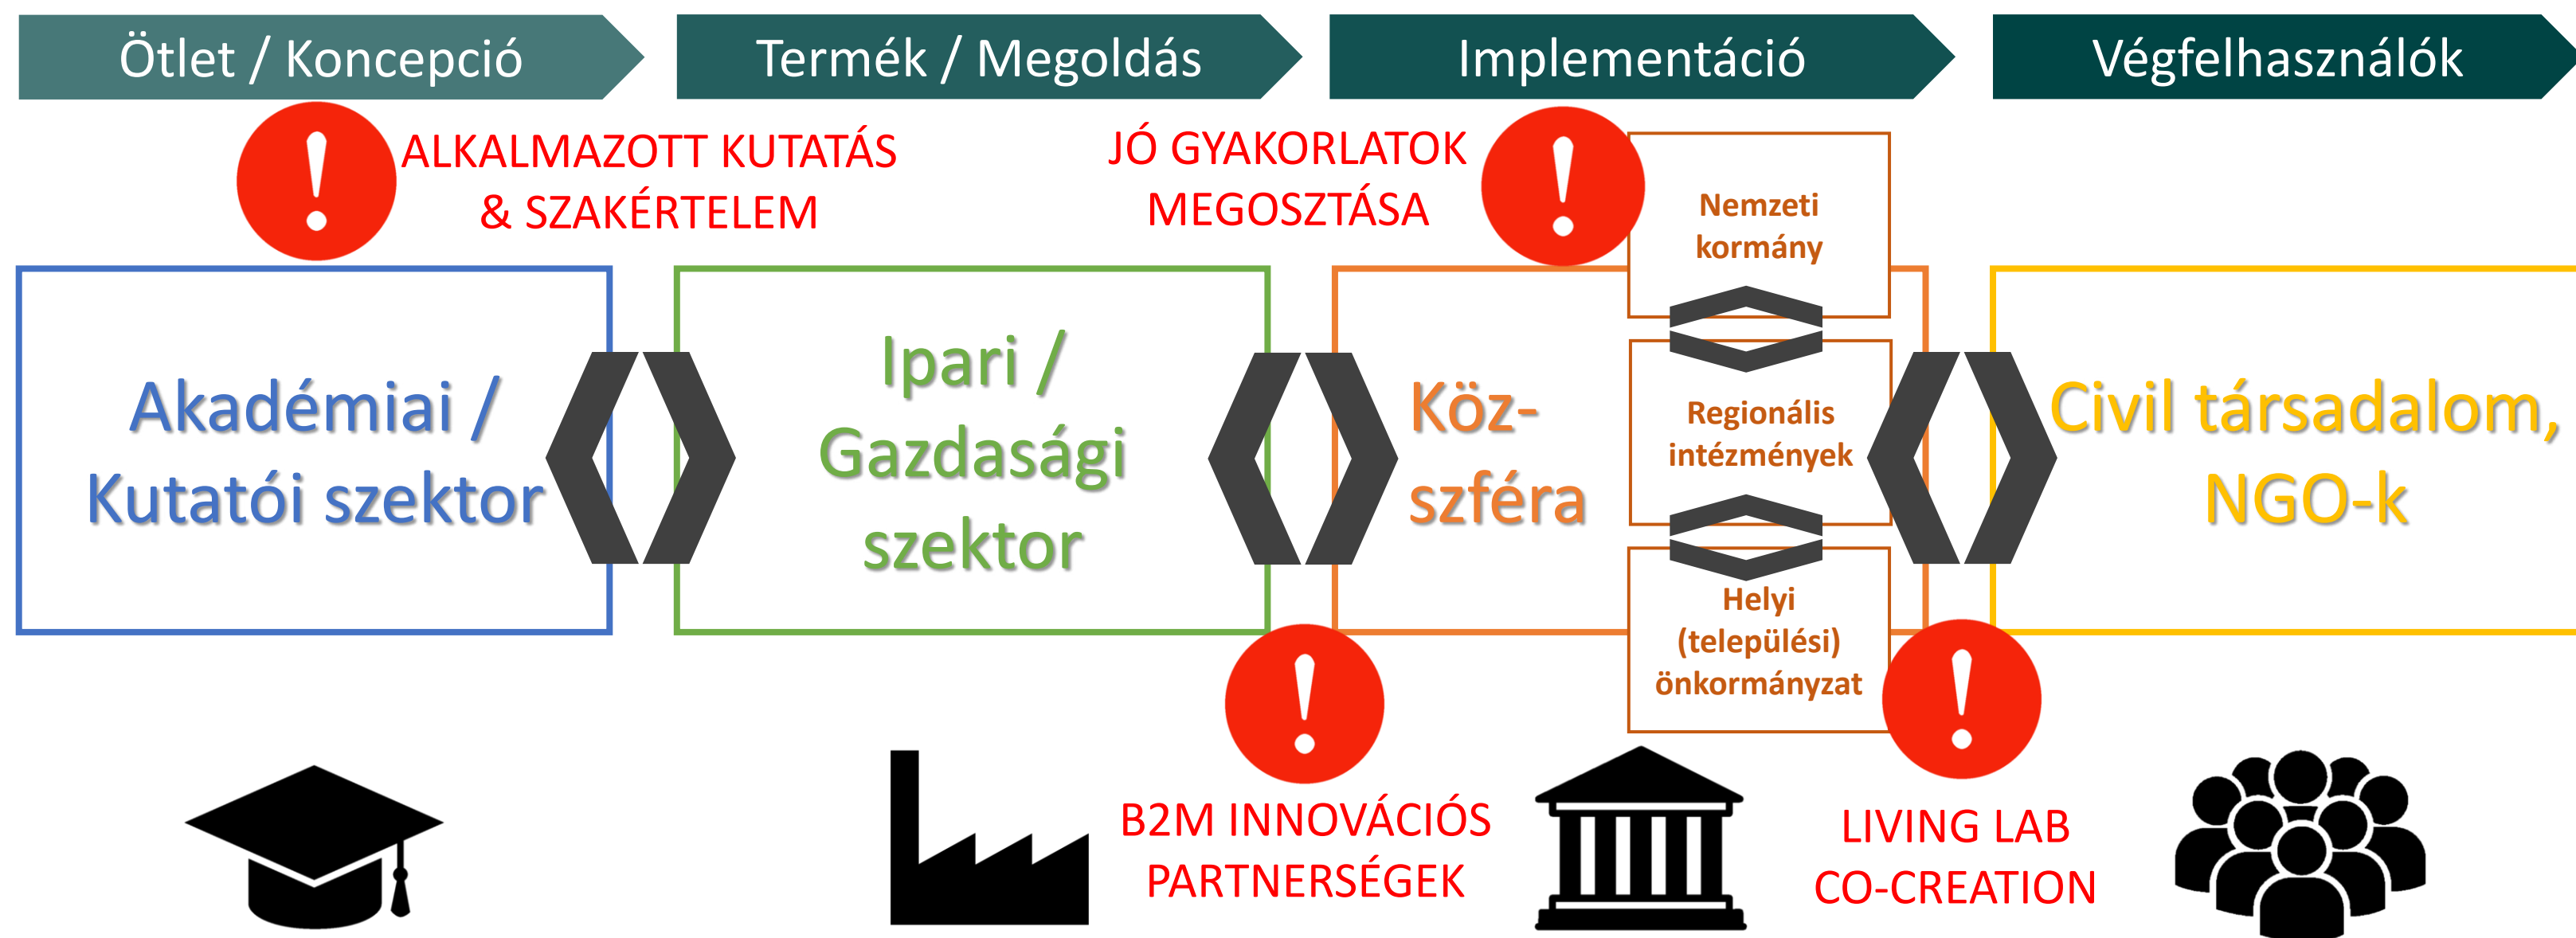 Ötlet / Koncepció
Termék / Megoldás
Implementáció
Végfelhasználók
ALKALMAZOTT KUTATÁS
& SZAKÉRTELEM
JÓ GYAKORLATOK
MEGOSZTÁSA
Akadémiai /
Kutatói szektor
Ipari /
Gazdasági
szektor
Köz-
szféra
Nemzeti
kormány
Regionális
intézmények
Helyi
(települési)
önkormányzat
Civil társadalom,
NGO-k
B2M INNOVÁCIÓS
PARTNERSÉGEK
LIVING LAB
CO-CREATION